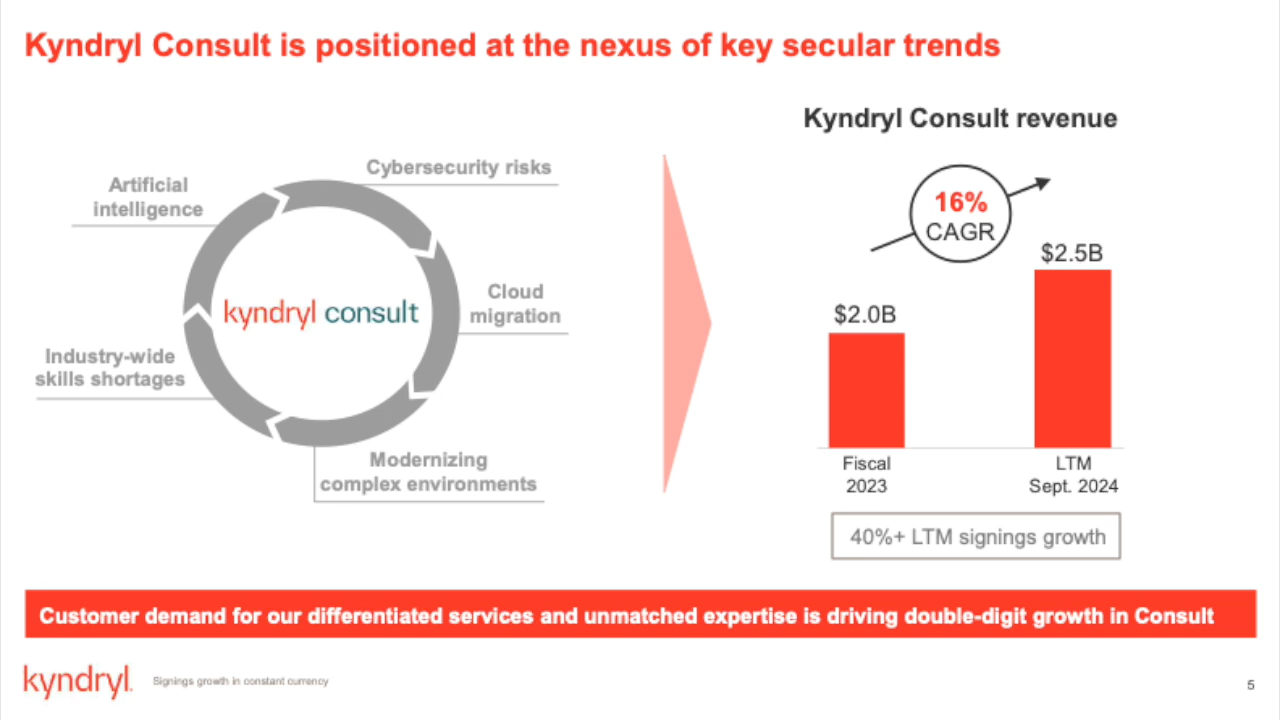 Kyndryl Consult is positioned at the nexus of key secular trends
Cybersecurity risks
Artificial
intelligence
kyndryl consult
Cloud
migration
Industry-wide
skills shortages
Modernizing
complex environments
Kyndryl Consult revenue
16%
CAGR
$2.5B
$2.0B
Fiscal
2023
LTM
Sept. 2024
40%+ LTM signings growth
Customer demand for our differentiated services and unmatched expertise is driving double-digit growth in Consult
kyndryl.
Signings growth in constant currency
5